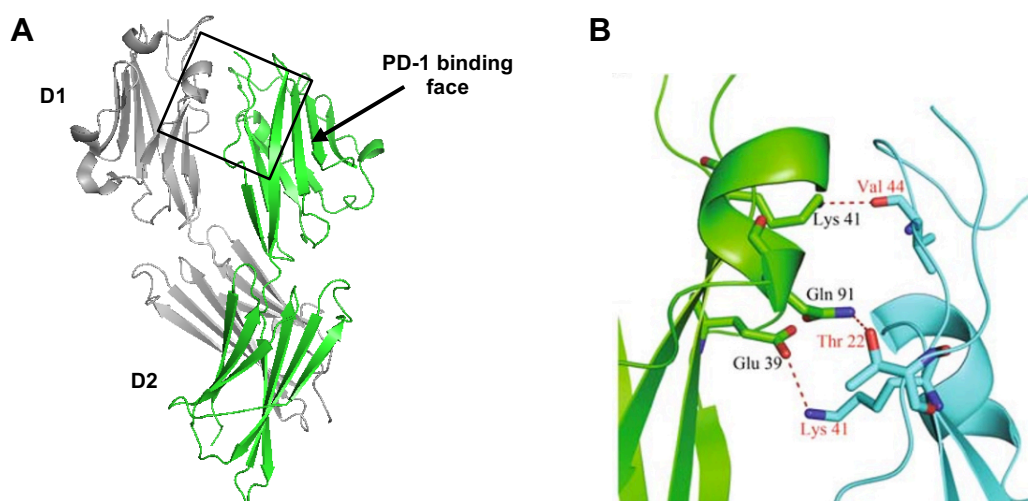 A
D1
PD-1 binding
face
D2
B
Val 44
Lys 41
Gln 91
Thr 22
Glu 39
Lys 41